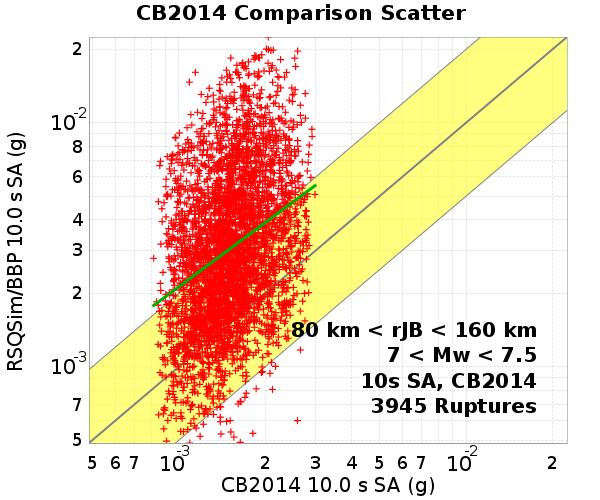 CB2014 Comparison Scatter
RSQSim/BBP 10.0 s SA (g)
2
10-2
8
6
4
3
2
10-3
7
5
80 km < rJB < 160 km
7 < Mw < 7.5
10s SA, CB2014
3945 Ruptures
5 6 7 10-3 2 3 4 5 6 7 10-2 2
CB2014 10.0 s SA (g)